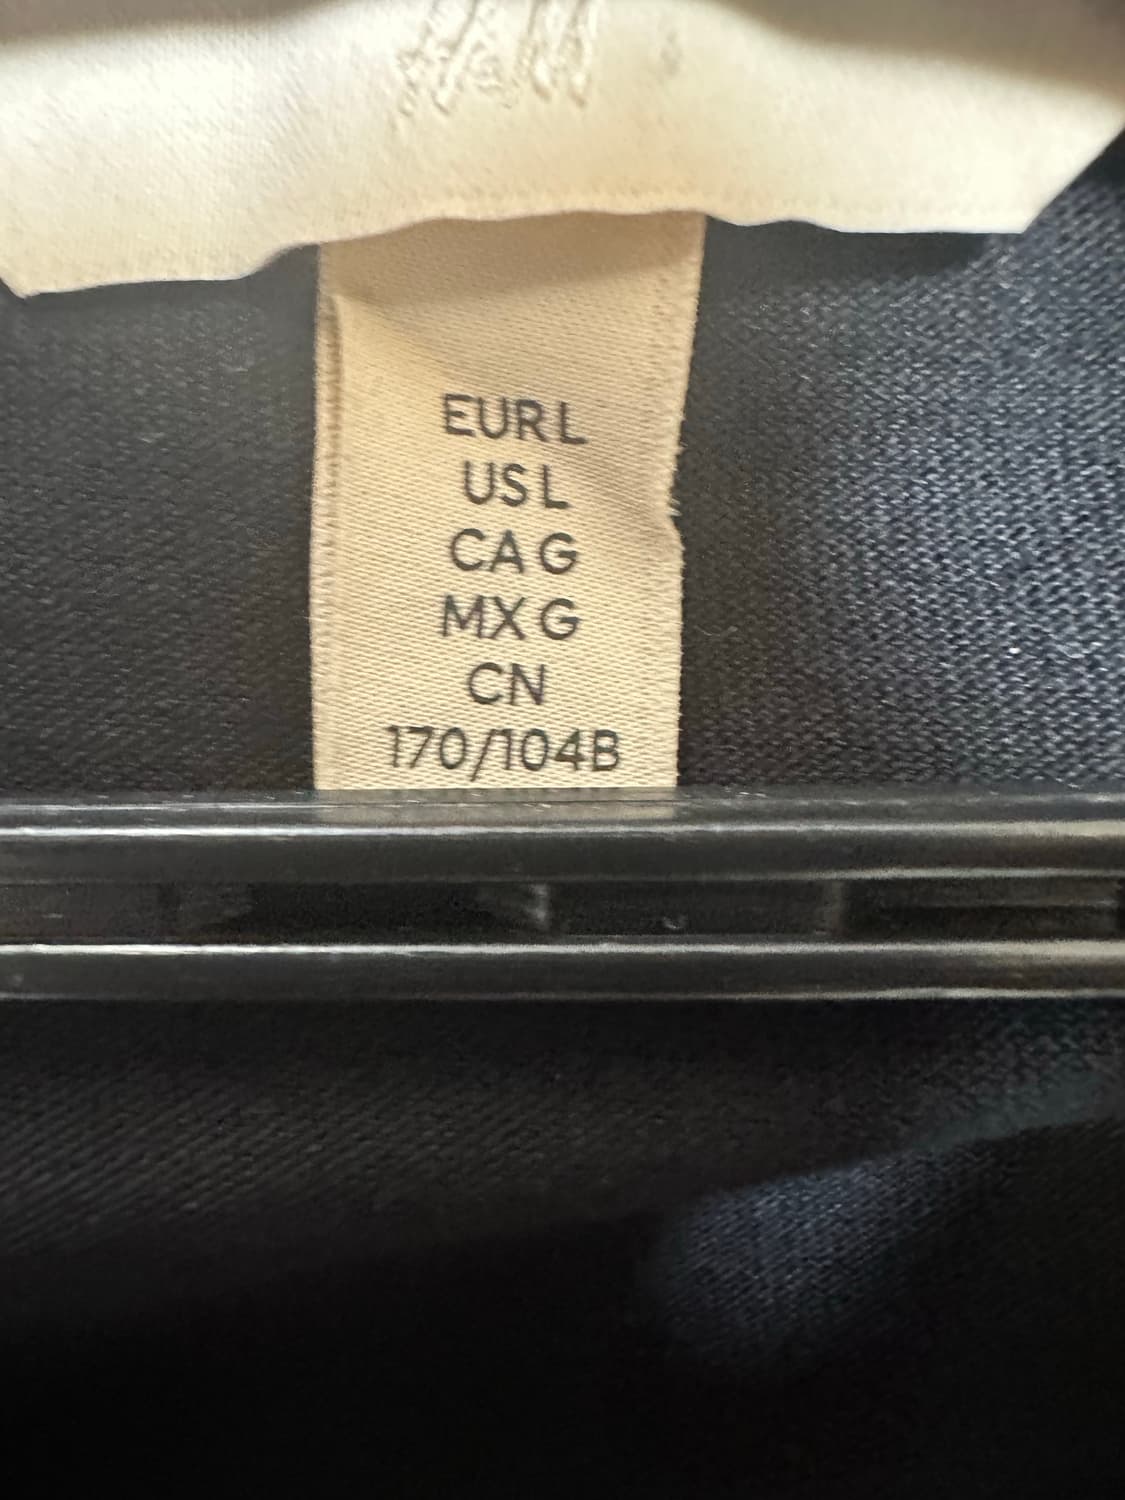 EUR L
US L
CA G
MX G
CN
170/104B